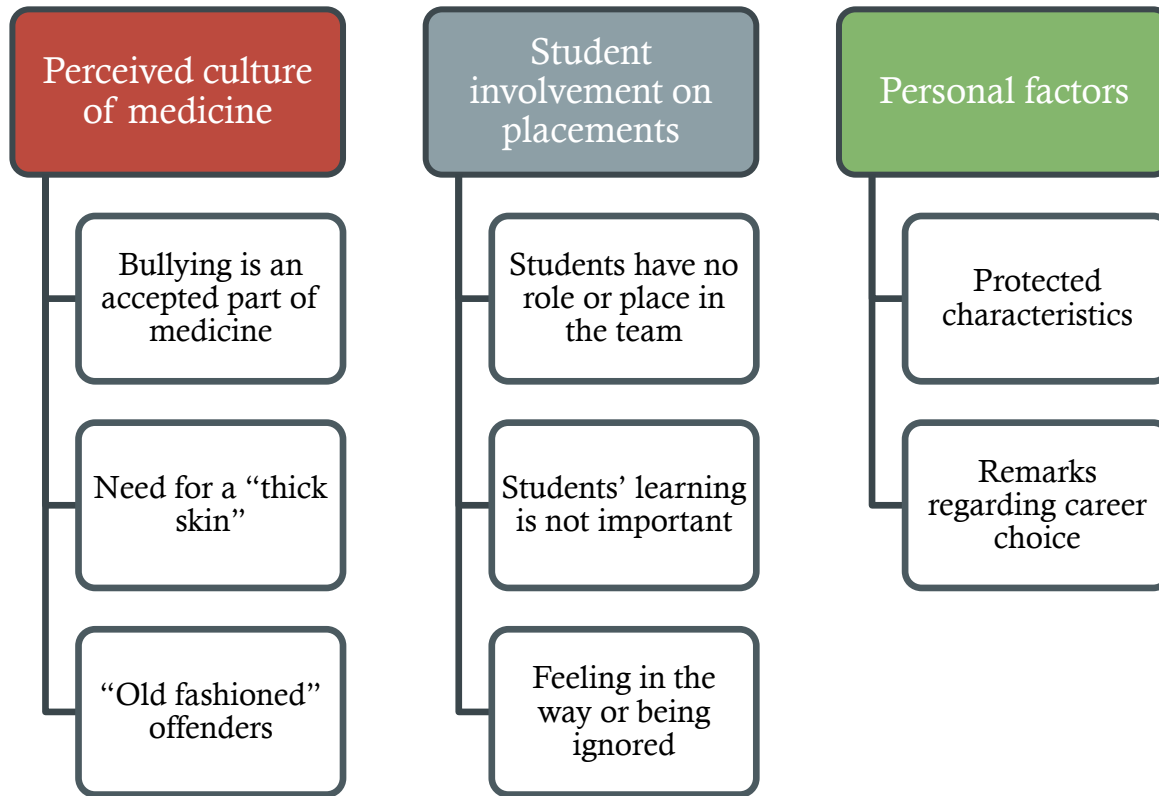 Perceived culture
of medicine
Bullying is an
accepted part of
medicine
Need for a “thick
skin”
“Old fashioned”
offenders
Student
involvement on
placements
Students have no
role or place in
the team
Students’ learning
is not important
Feeling in the
way or being
ignored
Personal factors
Protected
characteristics
Remarks
regarding career
choice